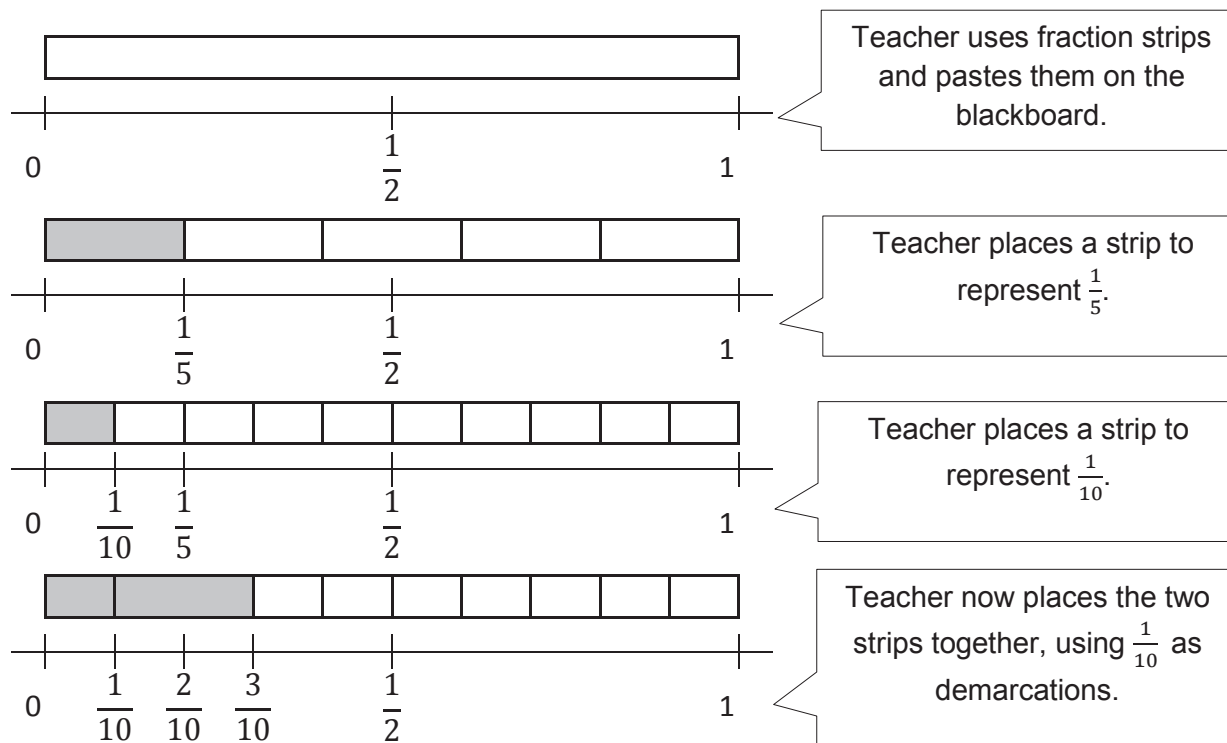 Teacher uses fraction strips
and pastes them on the
blackboard.
0 1/2 1
Teacher places a strip to
represent 1/5.
0 1/5 1/2 1
Teacher places a strip to
represent 1/10.
0 1/10 1/5 1/2 1
Teacher now places the two
strips together, using 1/10 as
demarcations.
0 1/10 2/10 3/10 1/2 1